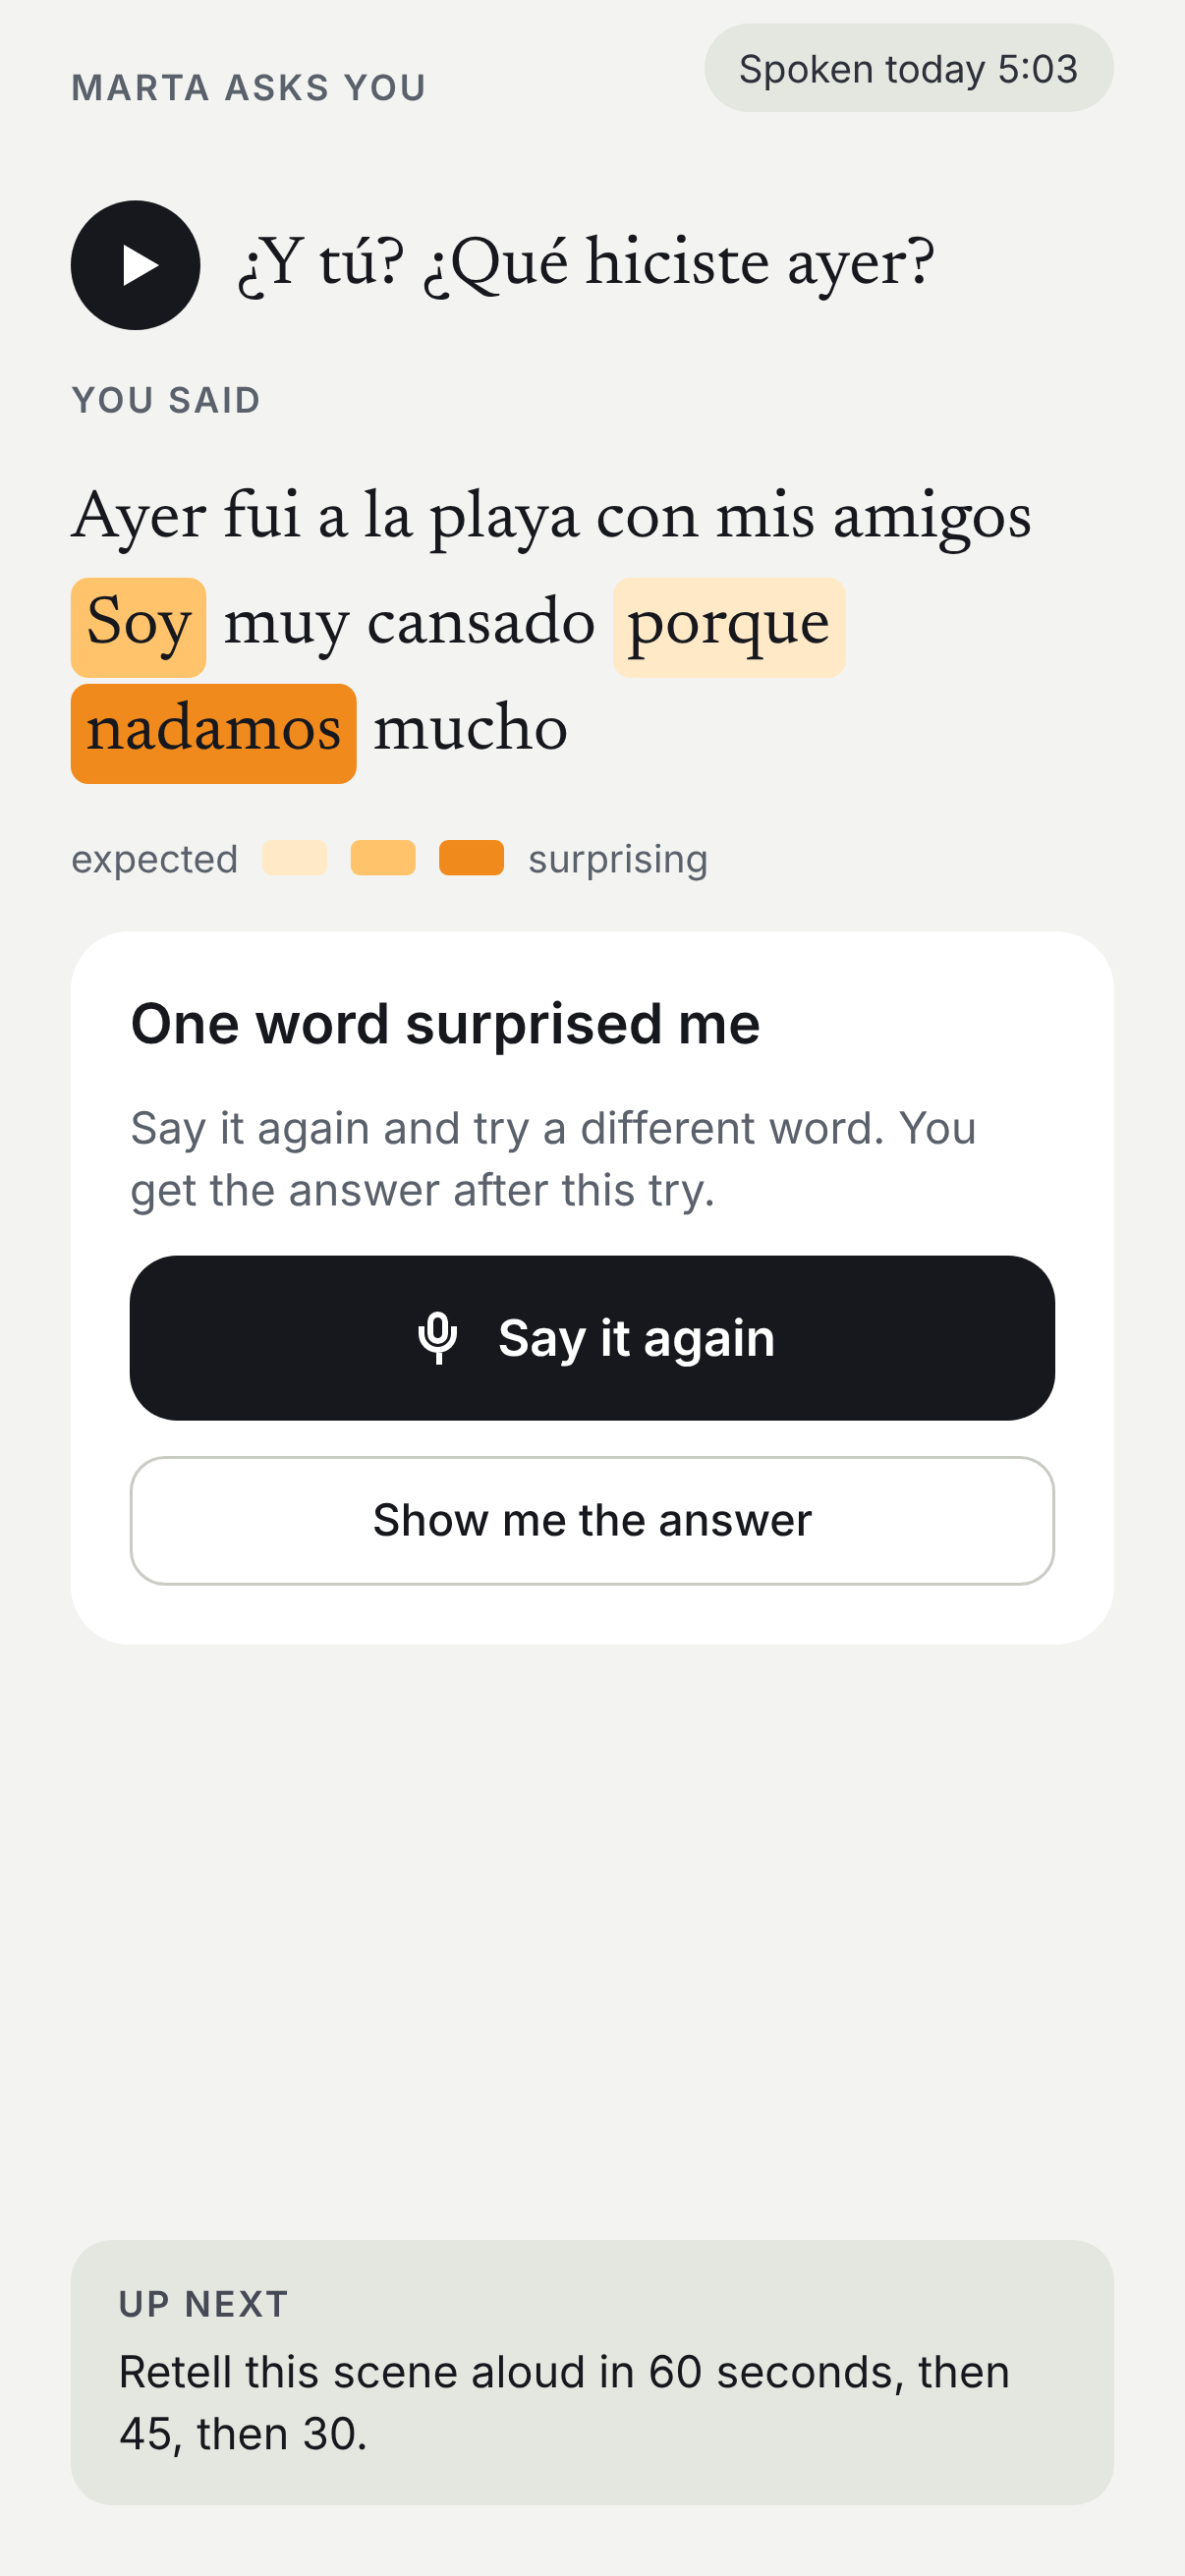 MARTA ASKS YOU
Spoken today 5:03
¿Y tú? ¿Qué hiciste ayer?
YOU SAID
Ayer fui a la playa con mis amigos
Soy muy cansado porque
nadamos mucho
expected surprising
One word surprised me
Say it again and try a different word. You
get the answer after this try.
Say it again
Show me the answer
UP NEXT
Retell this scene aloud in 60 seconds, then
45, then 30.